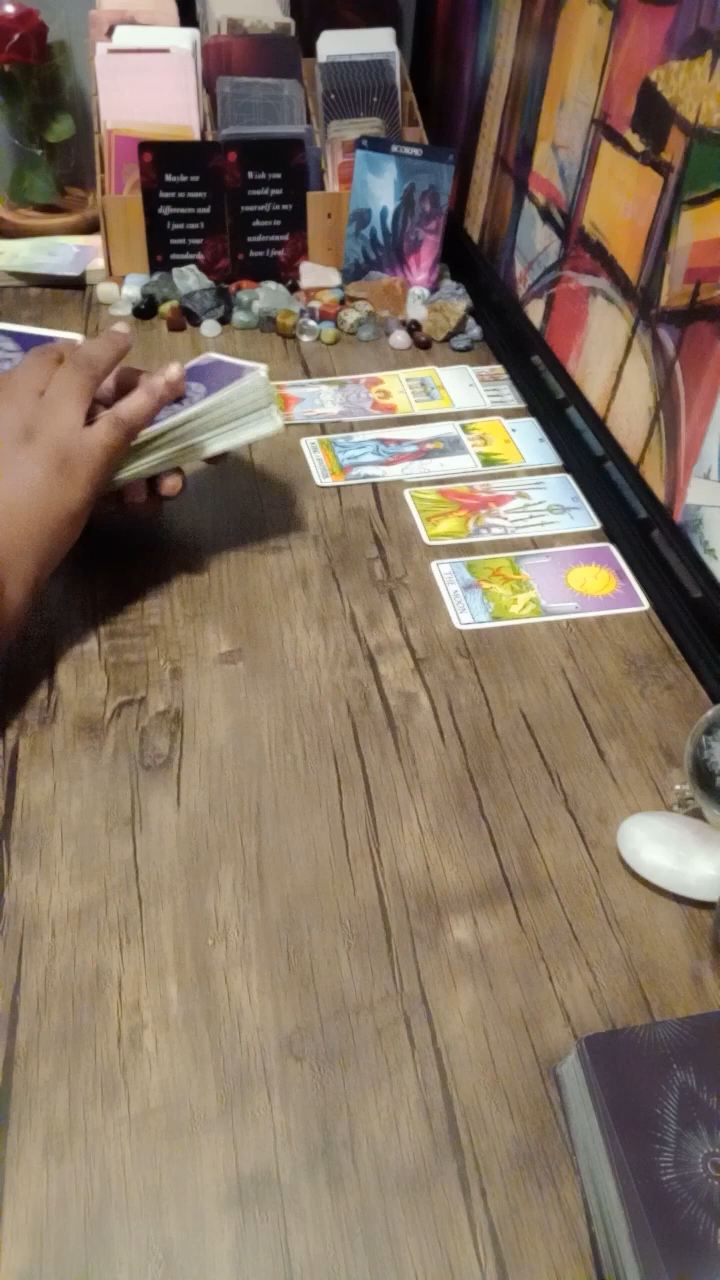 SCORPIO
Maybe we
have so many
differences and
I just can't
meet your
standards.
Wish you
could put
yourself in my
shoes to
understand
how I feel.
THE MOON